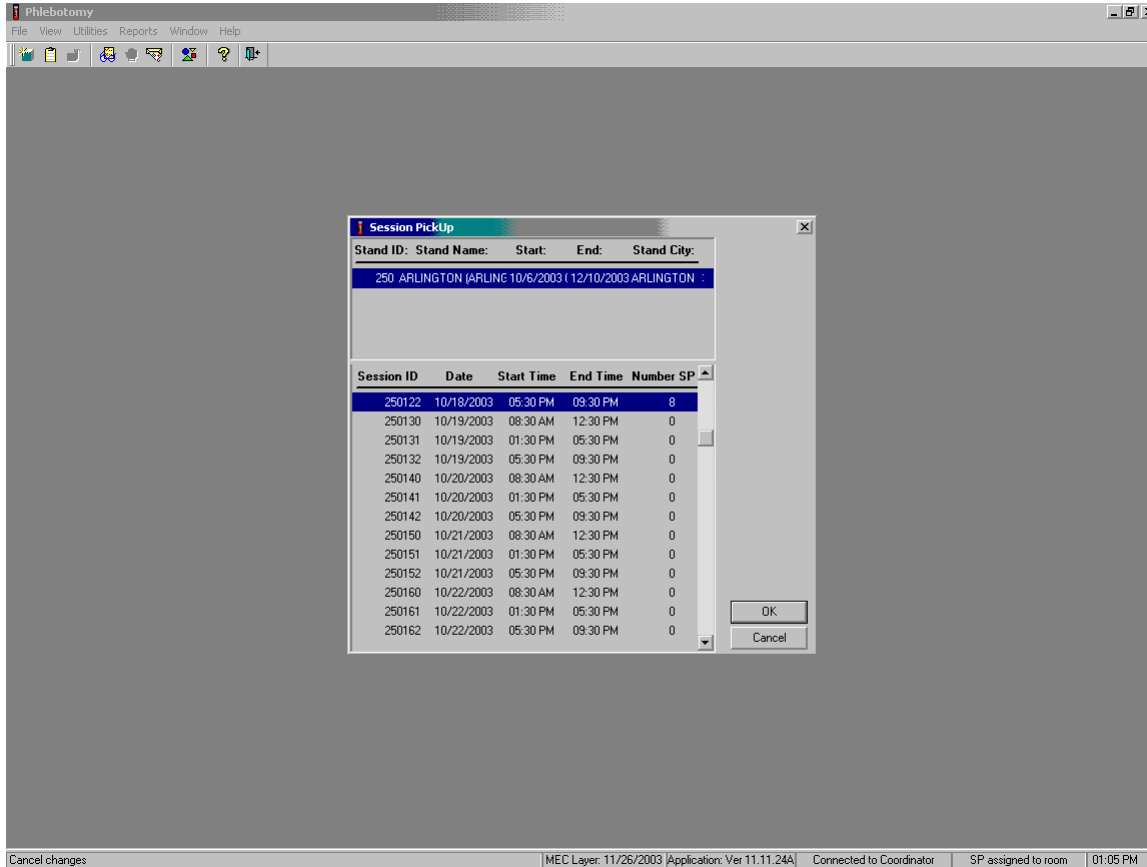 Phlebotomy
File View Utilities Reports Window Help
Session PickUp
Stand ID: Stand Name: Start: End: Stand City:
250 ARLINGTON (ARLING 10/6/2003 ( 12/10/2003 ARLINGTON
Session ID Date Start Time End Time Number SP
250122 10/18/2003 05:30 PM 09:30 PM 8
250130 10/19/2003 08:30 AM 12:30 PM 0
250131 10/19/2003 01:30 PM 05:30 PM 0
250132 10/19/2003 05:30 PM 09:30 PM 0
250140 10/20/2003 08:30 AM 12:30 PM 0
250141 10/20/2003 01:30 PM 05:30 PM 0
250142 10/20/2003 05:30 PM 09:30 PM 0
250150 10/21/2003 08:30 AM 12:30 PM 0
250151 10/21/2003 01:30 PM 05:30 PM 0
250152 10/21/2003 05:30 PM 09:30 PM 0
250160 10/22/2003 08:30 AM 12:30 PM 0
250161 10/22/2003 01:30 PM 05:30 PM 0
250162 10/22/2003 05:30 PM 09:30 PM 0
OK
Cancel
Cancel changes MEC Layer: 11/26/2003 Application: Ver 11.11.24A Connected to Coordinator SP assigned to room 01:05 PM